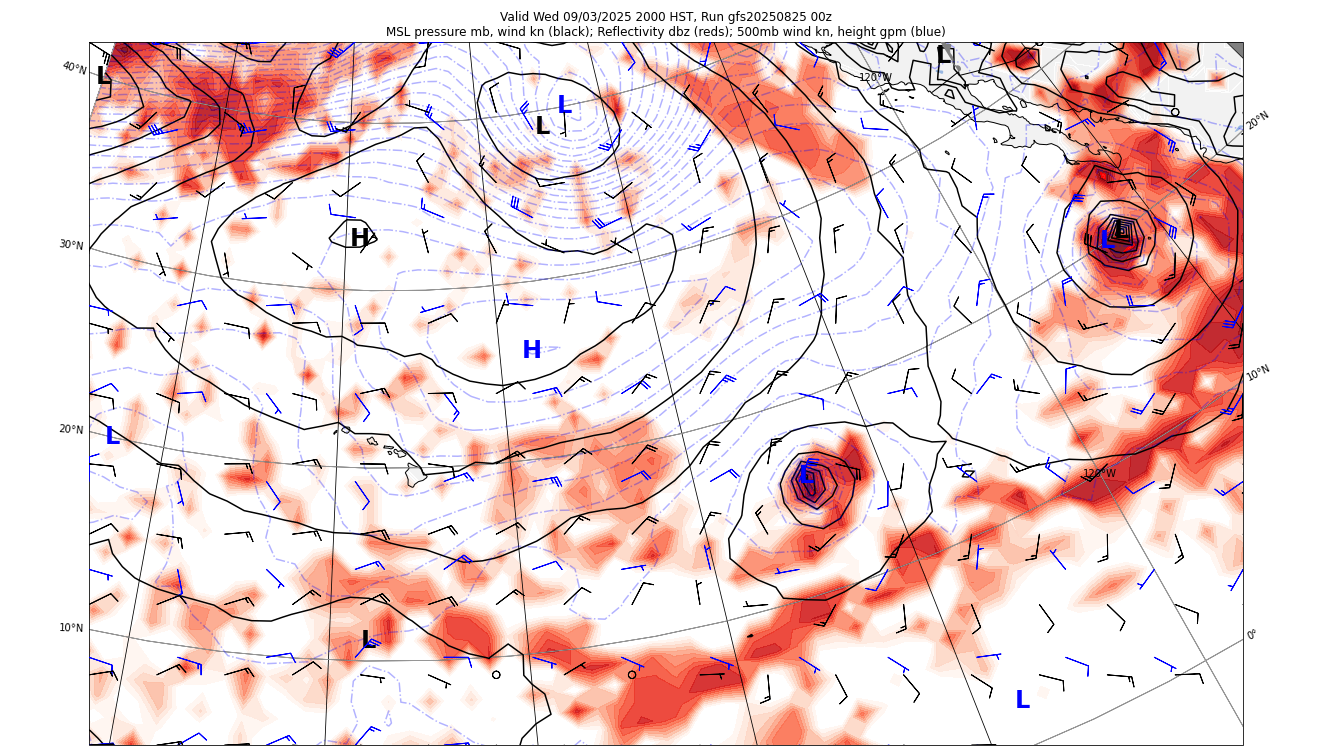 Valid Wed 09/03/2025 2000 HST, Run gfs20250825 00z
MSL pressure mb, wind kn (black); Reflectivity dbz (reds); 500mb wind kn, height gpm (blue)
L
40°N
120°W
L
L
L
20°N
30°N
H
L
L
H
10°N
20°N
L
L
120°W
10°N
L
0°
L